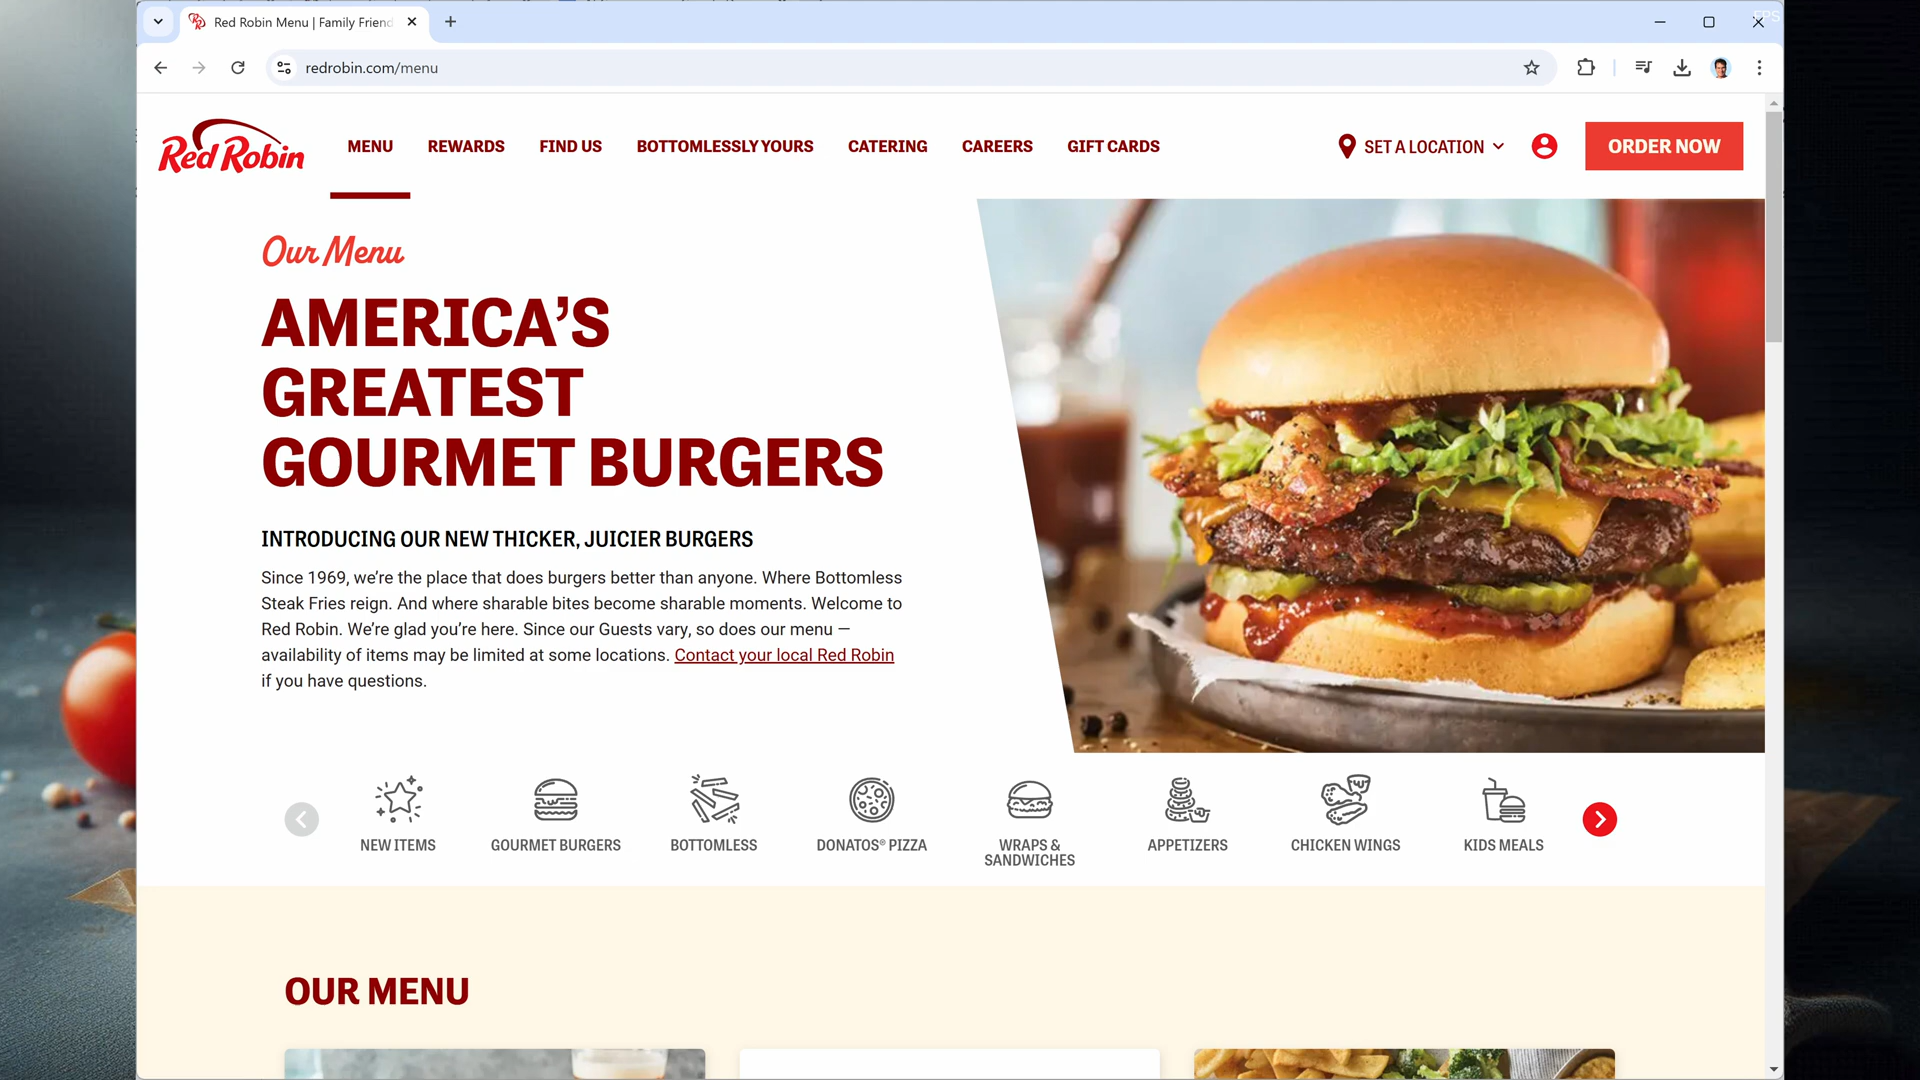 Red Robin Menu | Family Friend
FPS
redrobin.com/menu
Red Robin
MENU
REWARDS
FIND US
BOTTOMLESSLY YOURS
CATERING
CAREERS
GIFT CARDS
SET A LOCATION
ORDER NOW
Our Menu
AMERICA’S
GREATEST
GOURMET BURGERS
INTRODUCING OUR NEW THICKER, JUICIER BURGERS
Since 1969, we’re the place that does burgers better than anyone. Where Bottomless
Steak Fries reign. And where sharable bites become sharable moments. Welcome to
Red Robin. We’re glad you’re here. Since our Guests vary, so does our menu —
availability of items may be limited at some locations. Contact your local Red Robin
if you have questions.
NEW ITEMS
GOURMET BURGERS
BOTTOMLESS
DONATOS® PIZZA
WRAPS &
SANDWICHES
APPETIZERS
CHICKEN WINGS
KIDS MEALS
OUR MENU